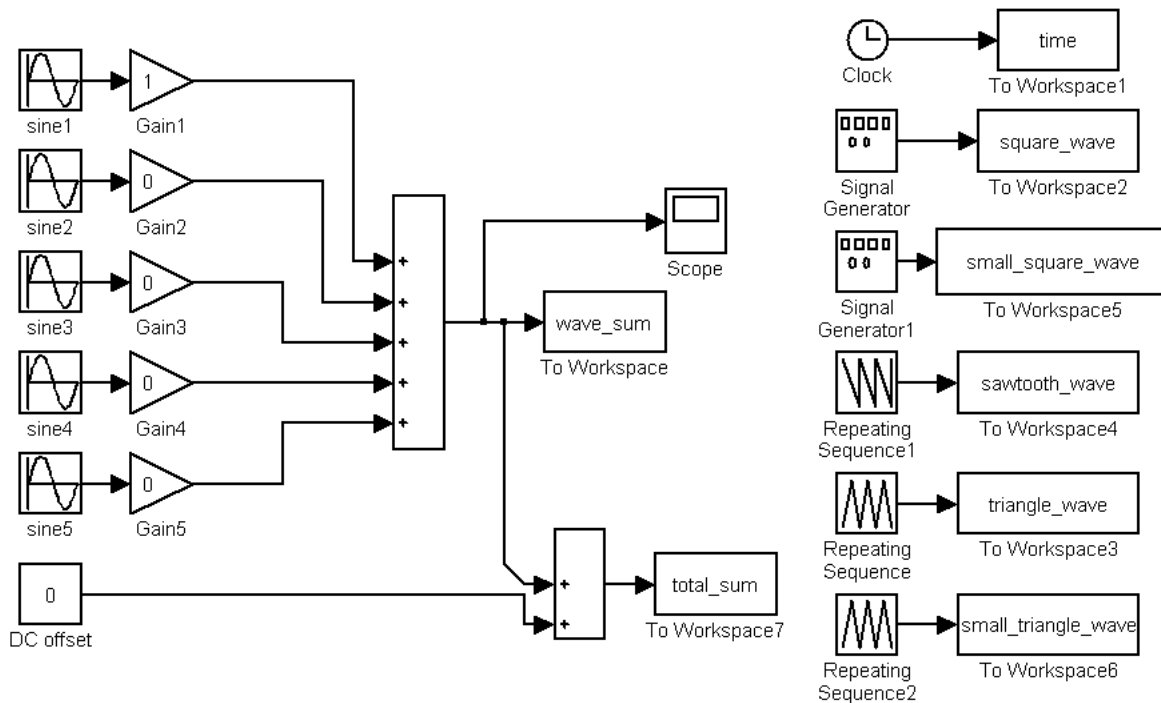 1
sine1
Gain1
0
sine2
Gain2
0
sine3
Gain3
0
sine4
Gain4
0
sine5
Gain5
0
DC offset
+
+
+
+
+
Scope
wave_sum
To Workspace
+
+
total_sum
To Workspace7
Clock
time
To Workspace1
Signal
Generator
square_wave
To Workspace2
Signal
Generator1
small_square_wave
To Workspace5
Repeating
Sequence1
sawtooth_wave
To Workspace4
Repeating
Sequence
triangle_wave
To Workspace3
Repeating
Sequence2
small_triangle_wave
To Workspace6